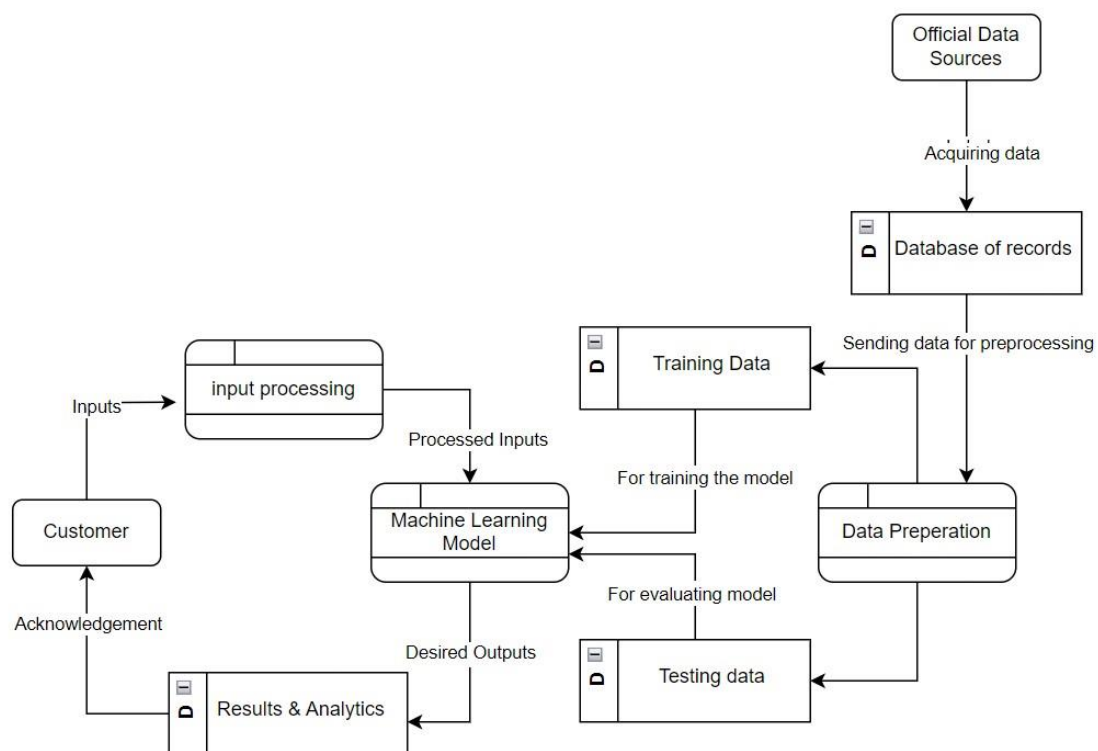 Official Data
Sources
Acquiring data
D
Database of records
Sending data for preprocessing
D
Training Data
input processing
Inputs
Processed Inputs
For training the model
Customer
Machine Learning
Model
Data Preperation
For evaluating model
Acknowledgement
Desired Outputs
D
Testing data
D
Results & Analytics